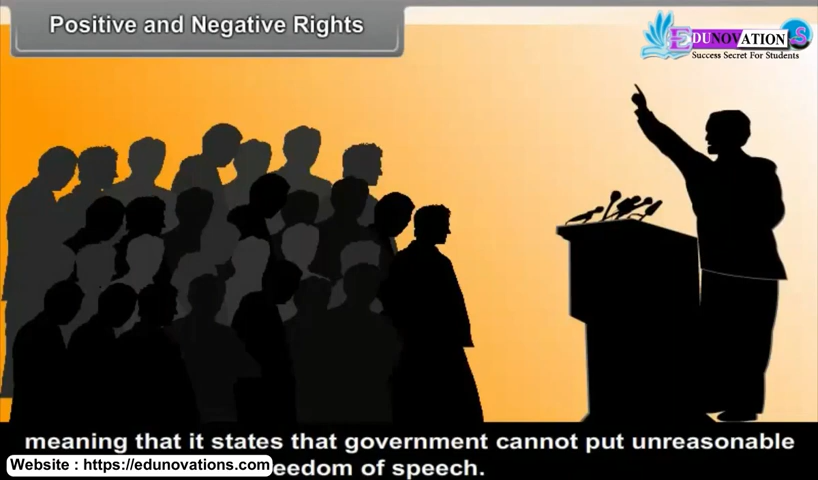 Positive and Negative Rights
EDUNOVATIONS
Success Secret For Students
meaning that it states that government cannot put unreasonable
eedom of speech.
Website : https://edunovations.com